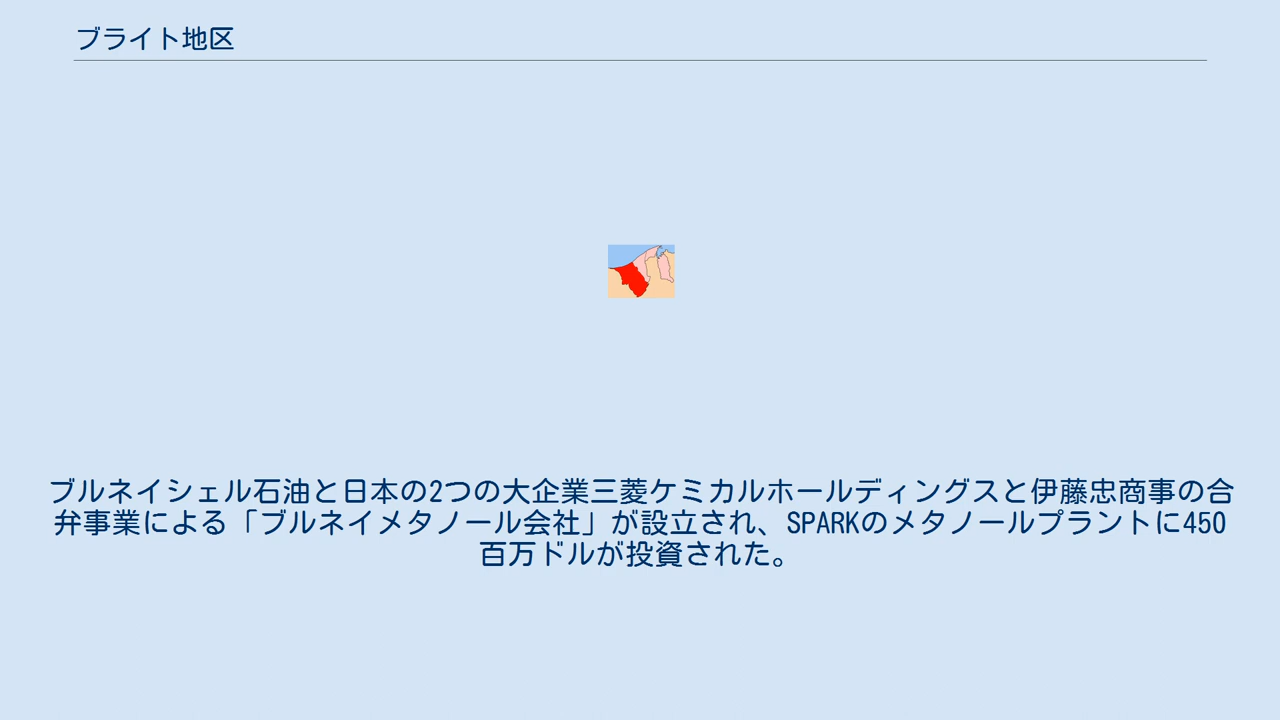 ブライト地区
ブルネイシェル石油と日本の2つの大企業三菱ケミカルホールディングスと伊藤忠商事の合
弁事業による「ブルネイメタノール会社」が設立され、SPARKのメタノールプラントに450
百万ドルが投資された。